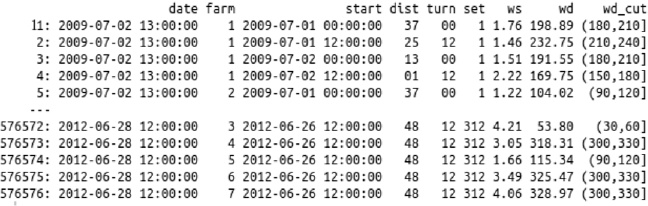 date farm start dist turn set ws wd wd_cut
1: 2009-07-02 13:00:00 1 2009-07-01 00:00:00 37 00 1 1.76 198.89 (180,210]
2: 2009-07-02 13:00:00 1 2009-07-01 12:00:00 25 12 1 1.46 232.75 (210,240]
3: 2009-07-02 13:00:00 1 2009-07-02 00:00:00 13 00 1 1.51 191.55 (180,210]
4: 2009-07-02 13:00:00 1 2009-07-02 12:00:00 01 12 1 2.22 169.75 (150,180]
5: 2009-07-02 13:00:00 2 2009-07-01 00:00:00 37 00 1 1.22 104.02 (90,120]
---
576572: 2012-06-28 12:00:00 3 2012-06-26 12:00:00 48 12 312 4.21 53.80 (30,60]
576573: 2012-06-28 12:00:00 4 2012-06-26 12:00:00 48 12 312 3.05 318.31 (300,330]
576574: 2012-06-28 12:00:00 5 2012-06-26 12:00:00 48 12 312 1.66 115.34 (90,120]
576575: 2012-06-28 12:00:00 6 2012-06-26 12:00:00 48 12 312 3.49 325.47 (300,330]
576576: 2012-06-28 12:00:00 7 2012-06-26 12:00:00 48 12 312 4.06 328.97 (300,330]